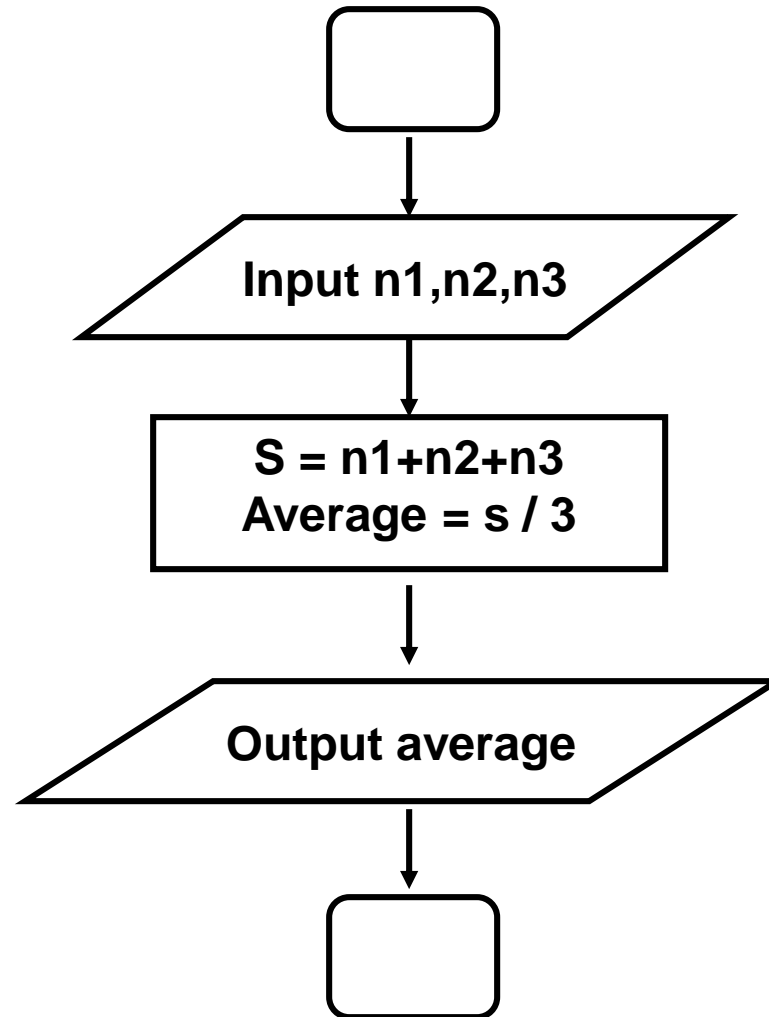 Input n1,n2,n3
S = n1+n2+n3
Average = s / 3
Output average